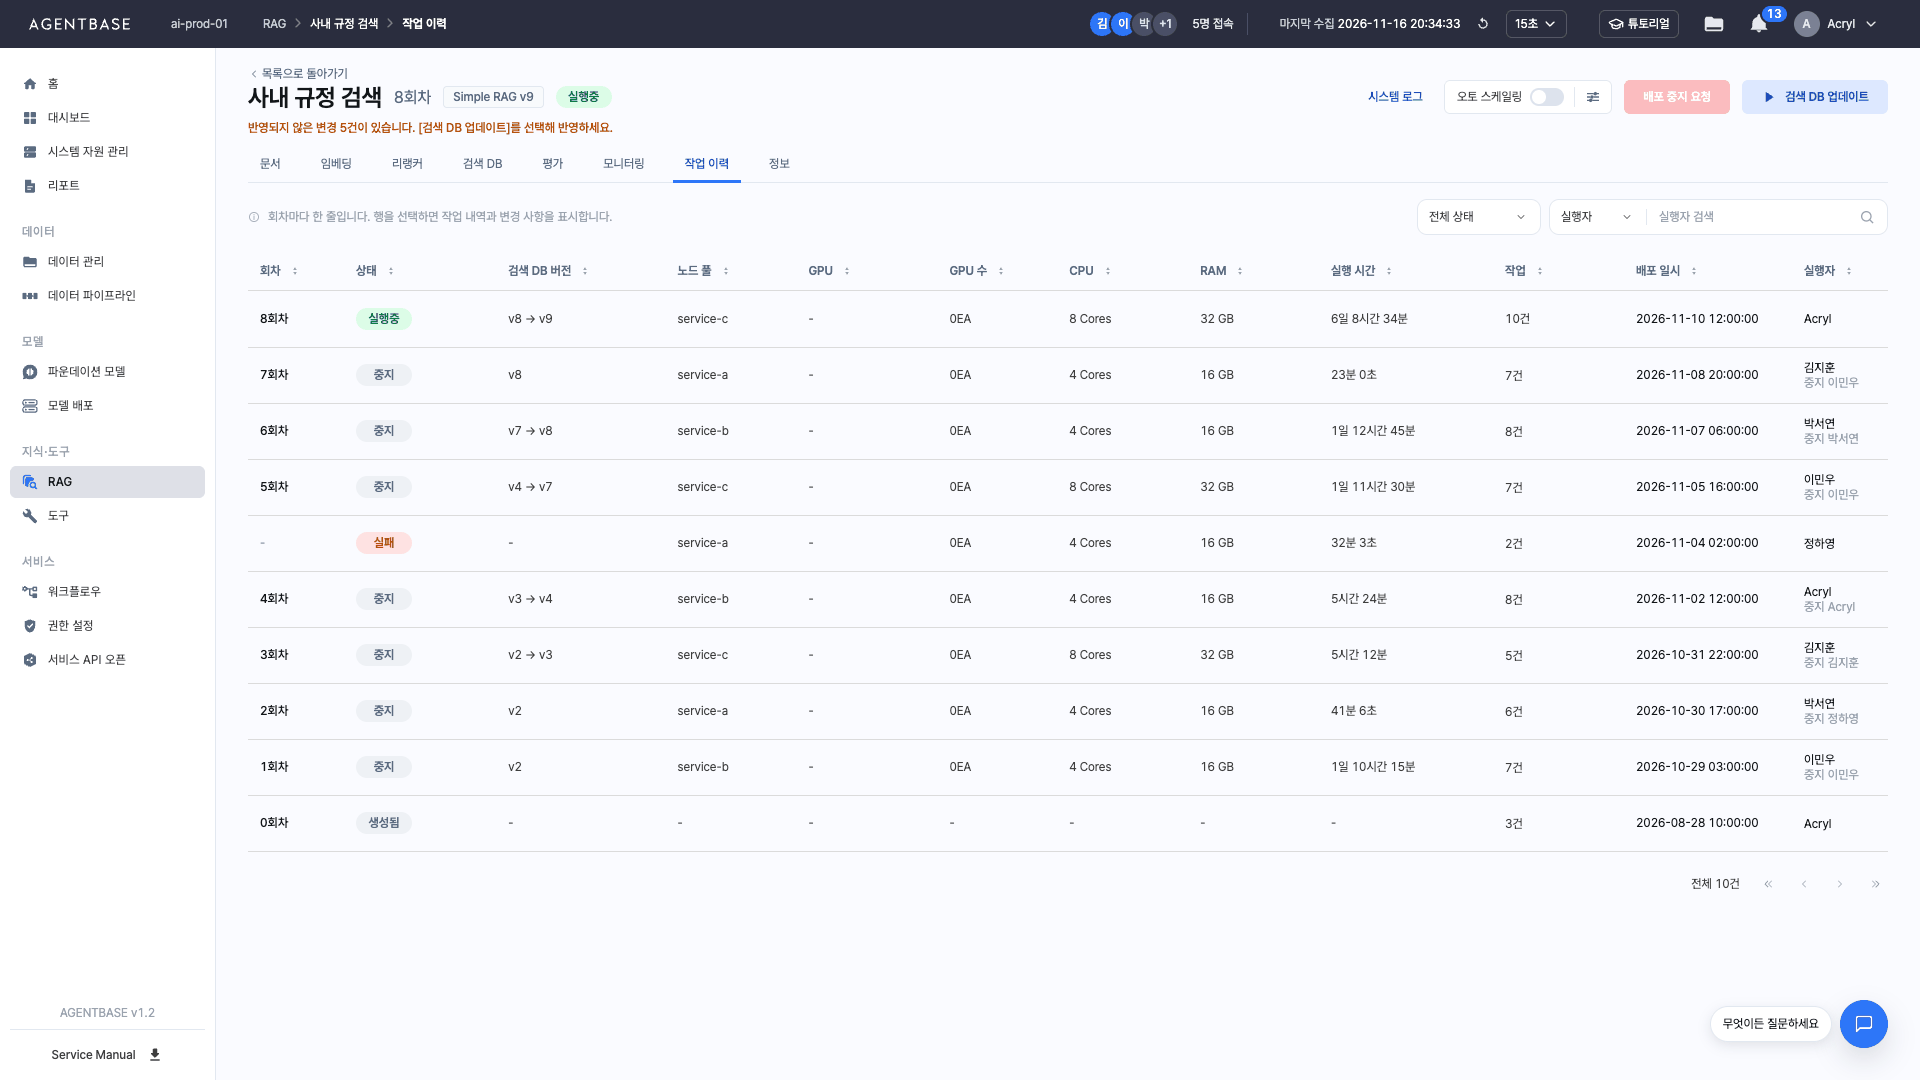 AGENTBASE
ai-prod-01
RAG
사내 규정 검색
작업 이력
김 이 박 +1
5명 접속
마지막 수집 2026-11-16 20:34:33
15초
튜토리얼
13
A
Acryl
홈
대시보드
시스템 자원 관리
리포트
데이터
데이터 관리
데이터 파이프라인
모델
파운데이션 모델
모델 배포
지식·도구
RAG
도구
서비스
워크플로우
권한 설정
서비스 API 오픈
AGENTBASE v1.2
Service Manual
목록으로 돌아가기
사내 규정 검색 8회차 Simple RAG v9 실행중
반영되지 않은 변경 5건이 있습니다. [검색 DB 업데이트]를 선택해 반영하세요.
시스템 로그
오토 스케일링
배포 중지 요청
검색 DB 업데이트
문서 임베딩 리랭커 검색 DB 평가 모니터링 작업 이력 정보
회차마다 한 줄입니다. 행을 선택하면 작업 내역과 변경 사항을 표시합니다.
전체 상태
실행자
실행자 검색
회차 상태 검색 DB 버전 노드 풀 GPU GPU 수 CPU RAM 실행 시간 작업 배포 일시 실행자
8회차 실행중 v8 → v9 service-c - 0EA 8 Cores 32 GB 6일 8시간 34분 10건 2026-11-10 12:00:00 Acryl
7회차 중지 v8 service-a - 0EA 4 Cores 16 GB 23분 0초 7건 2026-11-08 20:00:00 김지훈
중지 이민우
6회차 중지 v7 → v8 service-b - 0EA 4 Cores 16 GB 1일 12시간 45분 8건 2026-11-07 06:00:00 박서연
중지 박서연
5회차 중지 v4 → v7 service-c - 0EA 8 Cores 32 GB 1일 11시간 30분 7건 2026-11-05 16:00:00 이민우
중지 이민우
- 실패 - service-a - 0EA 4 Cores 16 GB 32분 3초 2건 2026-11-04 02:00:00 정하영
4회차 중지 v3 → v4 service-b - 0EA 4 Cores 16 GB 5시간 24분 8건 2026-11-02 12:00:00 Acryl
중지 Acryl
3회차 중지 v2 → v3 service-c - 0EA 8 Cores 32 GB 5시간 12분 5건 2026-10-31 22:00:00 김지훈
중지 김지훈
2회차 중지 v2 service-a - 0EA 4 Cores 16 GB 41분 6초 6건 2026-10-30 17:00:00 박서연
중지 정하영
1회차 중지 v2 service-b - 0EA 4 Cores 16 GB 1일 10시간 15분 7건 2026-10-29 03:00:00 이민우
중지 이민우
0회차 생성됨 - - - - - - - 3건 2026-08-28 10:00:00 Acryl
전체 10건
무엇이든 질문하세요